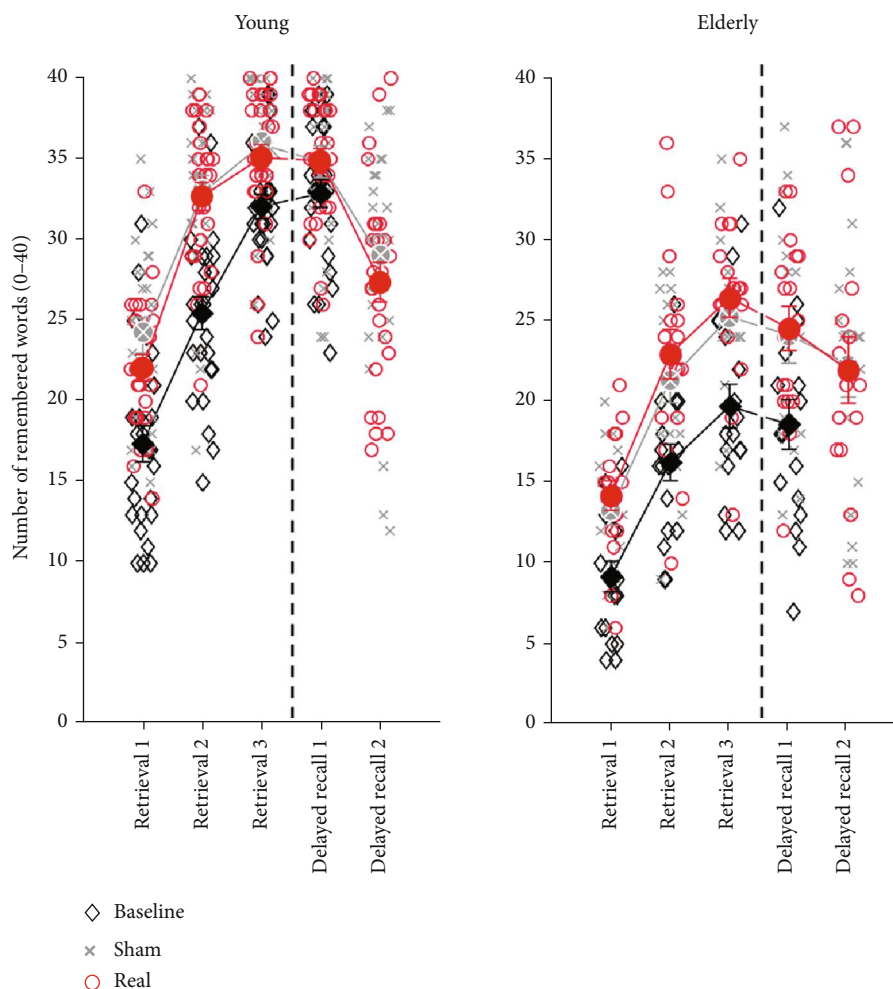 Young
Elderly
Number of remembered words (0–40)
40
35
30
25
20
15
10
5
0
Retrieval 1
Retrieval 2
Retrieval 3
Delayed recall 1
Delayed recall 2
40
35
30
25
20
15
10
5
0
Retrieval 1
Retrieval 2
Retrieval 3
Delayed recall 1
Delayed recall 2
Baseline
Sham
Real